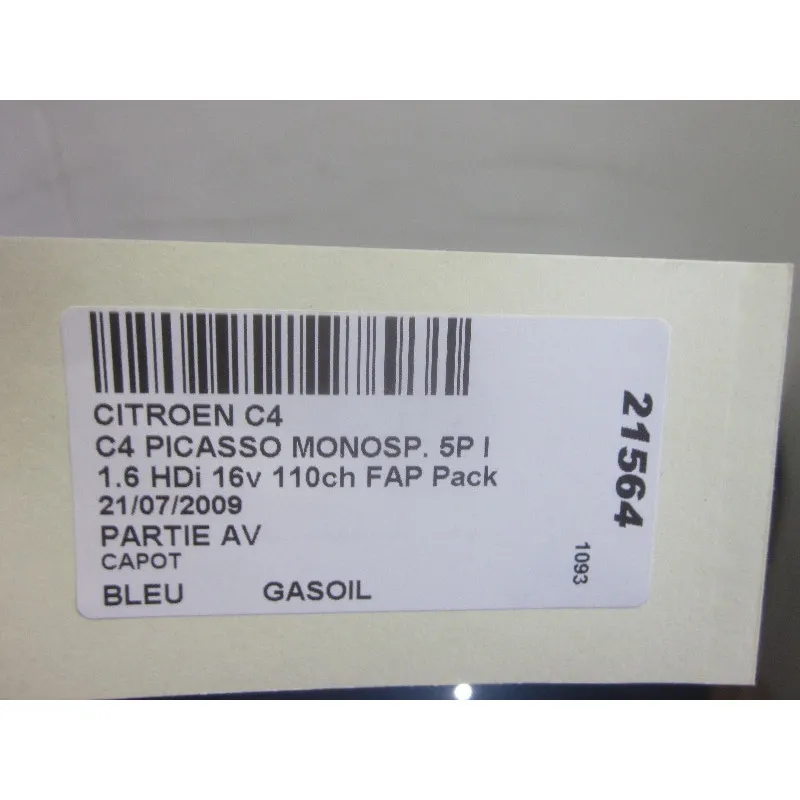 CITROEN C4
C4 PICASSO MONOSP. 5P I
1.6 HDi 16v 110ch FAP Pack
21/07/2009
PARTIE AV
CAPOT
BLEU GASOIL
21564
1093